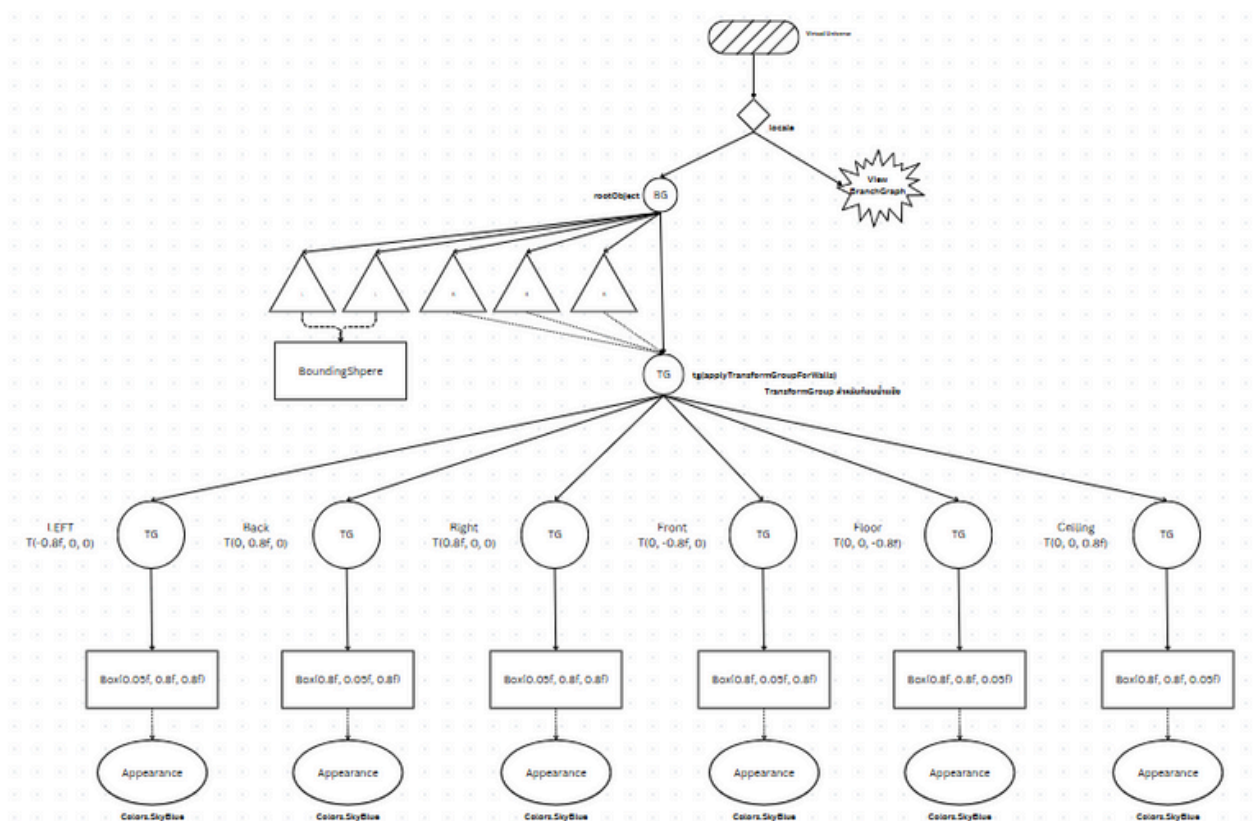 Virtual Universe
locale
View
BranchGraph
rootObject
BG
L
L
B
B
B
BoundingShpere
TG
tg(applyTransformGroupForWalls)
TransformGroup สำหรับห้องน้ำแข็ง
LEFT
T(-0.8f, 0, 0)
TG
Back
T(0, 0.8f, 0)
TG
Right
T(0.8f, 0, 0)
TG
Front
T(0, -0.8f, 0)
TG
Floor
T(0, 0, -0.8f)
TG
Ceiling
T(0, 0, 0.8f)
TG
Box(0.05f, 0.8f, 0.8f)
Box(0.8f, 0.05f, 0.8f)
Box(0.05f, 0.8f, 0.8f)
Box(0.8f, 0.05f, 0.8f)
Box(0.8f, 0.8f, 0.05f)
Box(0.8f, 0.8f, 0.05f)
Appearance
Appearance
Appearance
Appearance
Appearance
Appearance
Colors.SkyBlue
Colors.SkyBlue
Colors.SkyBlue
Colors.SkyBlue
Colors.SkyBlue
Colors.SkyBlue